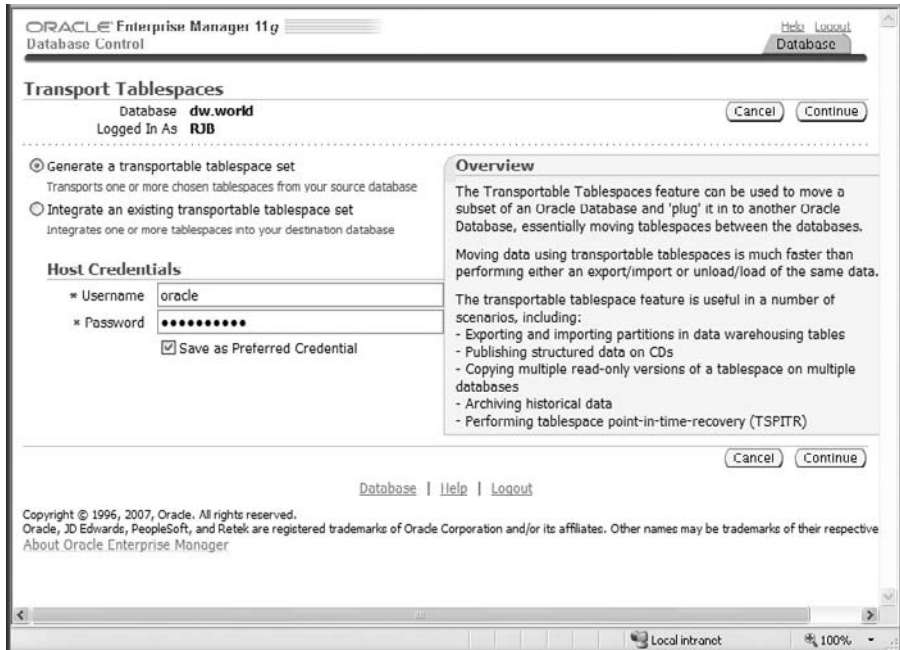 ORACLE Enterprise Manager 11g
Database Control
Help Logout
Database
Transport Tablespaces
Database dw.world
Logged In As RJB
Cancel Continue
Generate a transportable tablespace set
Transports one or more chosen tablespaces from your source database
Integrate an existing transportable tablespace set
Integrates one or more tablespaces into your destination database
Host Credentials
* Username oracle
* Password ••••••••••
Save as Preferred Credential
Overview
The Transportable Tablespaces feature can be used to move a
subset of an Oracle Database and 'plug' it in to another Oracle
Database, essentially moving tablespaces between the databases.
Moving data using transportable tablespaces is much faster than
performing either an export/import or unload/load of the same data.
The transportable tablespace feature is useful in a number of
scenarios, including:
- Exporting and importing partitions in data warehousing tables
- Publishing structured data on CDs
- Copying multiple read-only versions of a tablespace on multiple
databases
- Archiving historical data
- Performing tablespace point-in-time-recovery (TSPITR)
Cancel Continue
Database | Help | Logout
Copyright © 1996, 2007, Oracle. All rights reserved.
Oracle, JD Edwards, PeopleSoft, and Retek are registered trademarks of Oracle Corporation and/or its affiliates. Other names may be trademarks of their respective
About Oracle Enterprise Manager
Local intranet 100%